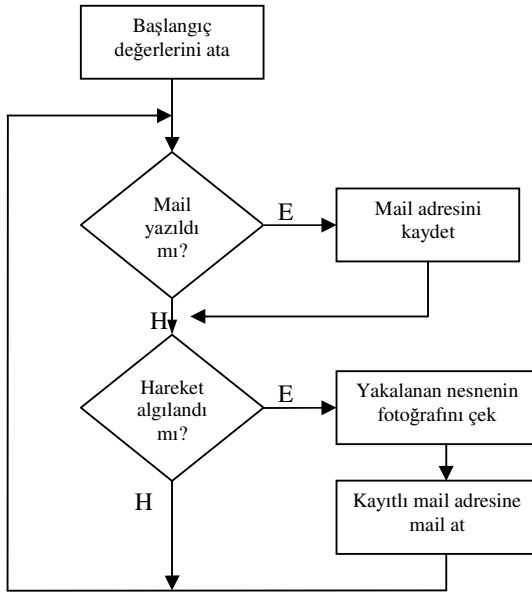 Başlangıç
değerlerini ata
Mail
yazıldı
mı?
E
Mail adresini
kaydet
H
Hareket
algılandı
mı?
E
Yakalanan nesnenin
fotoğrafını çek
H
Kayıtlı mail adresine
mail at